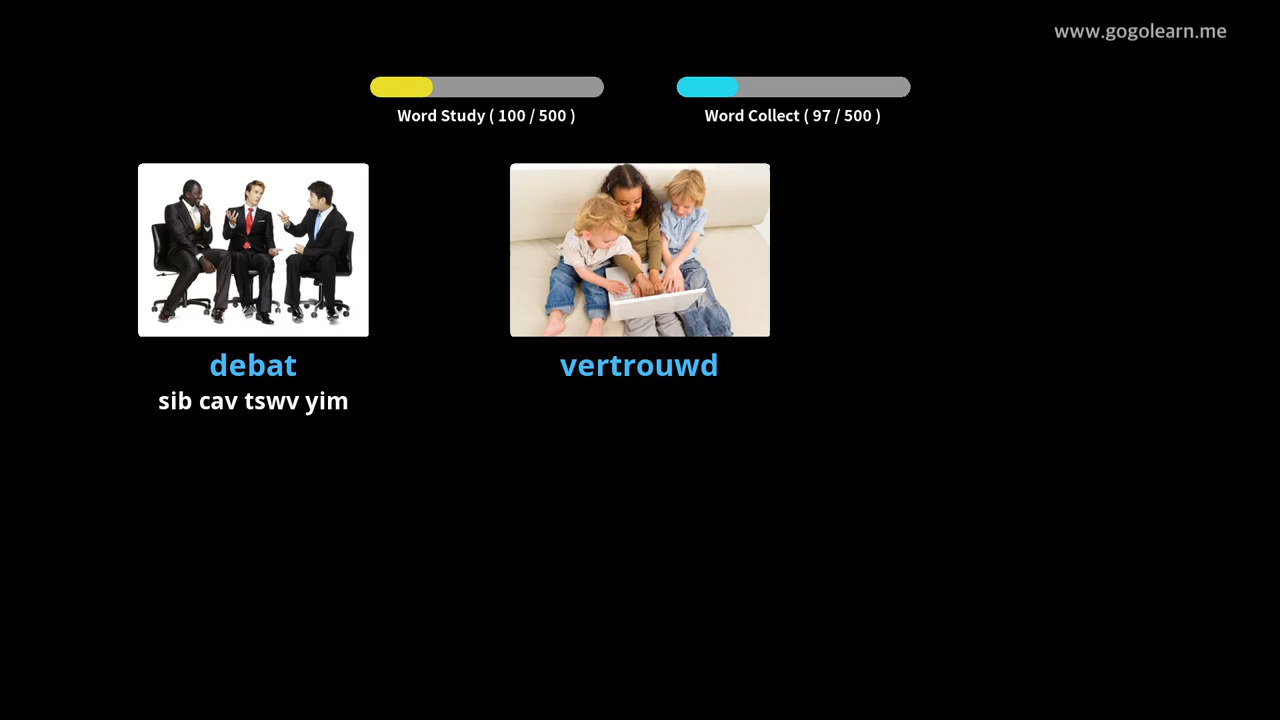 www.gogolearn.me
Word Study ( 100 / 500 )
Word Collect ( 97 / 500 )
debat
vertrouwd
sib cav tswv yim